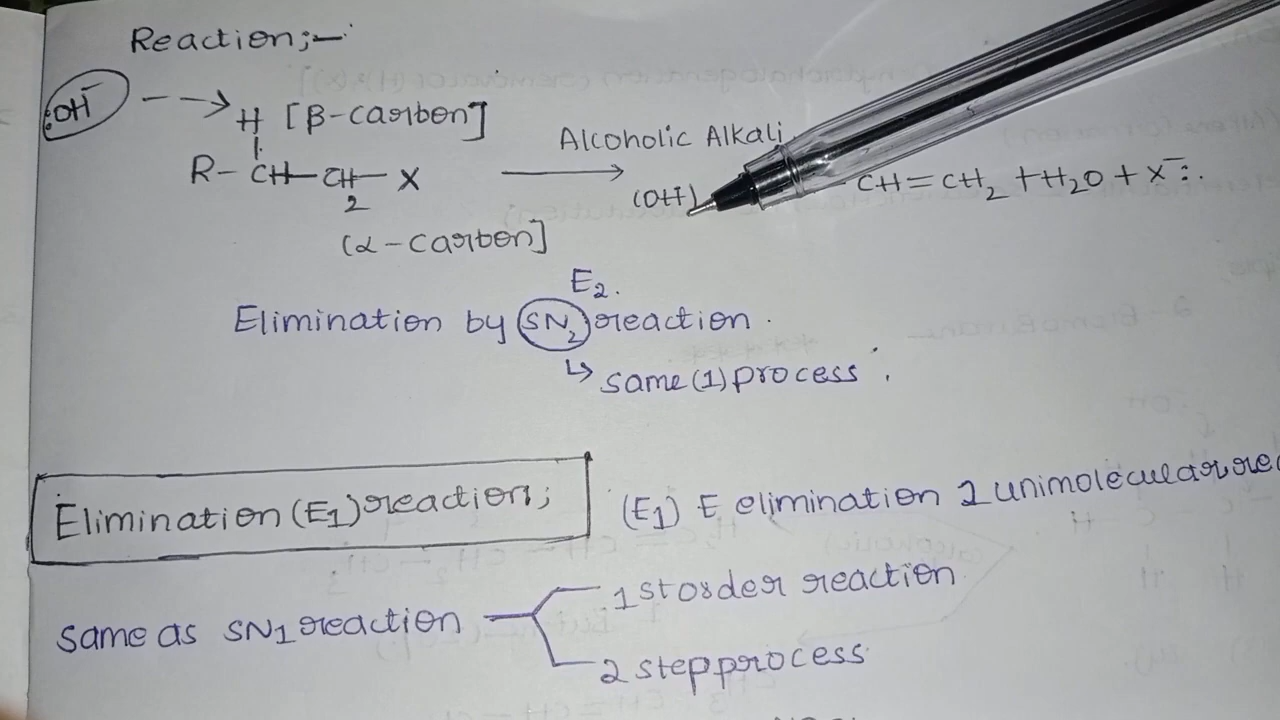 Reaction;-
:OH⁻ --> H [β-carbon]
R-CH-CH₂-X → Alcoholic Alkali (OH⁻) -CH=CH₂ + H₂O + X⁻:.
(α-carbon]
E₂.
Elimination by SN₂ reaction.
↳ same (1) process.
Elimination (E₁) reaction;
(E₁) E elimination 1 unimolecular rea
same as SN₁ reaction
1st order reaction
2 step process